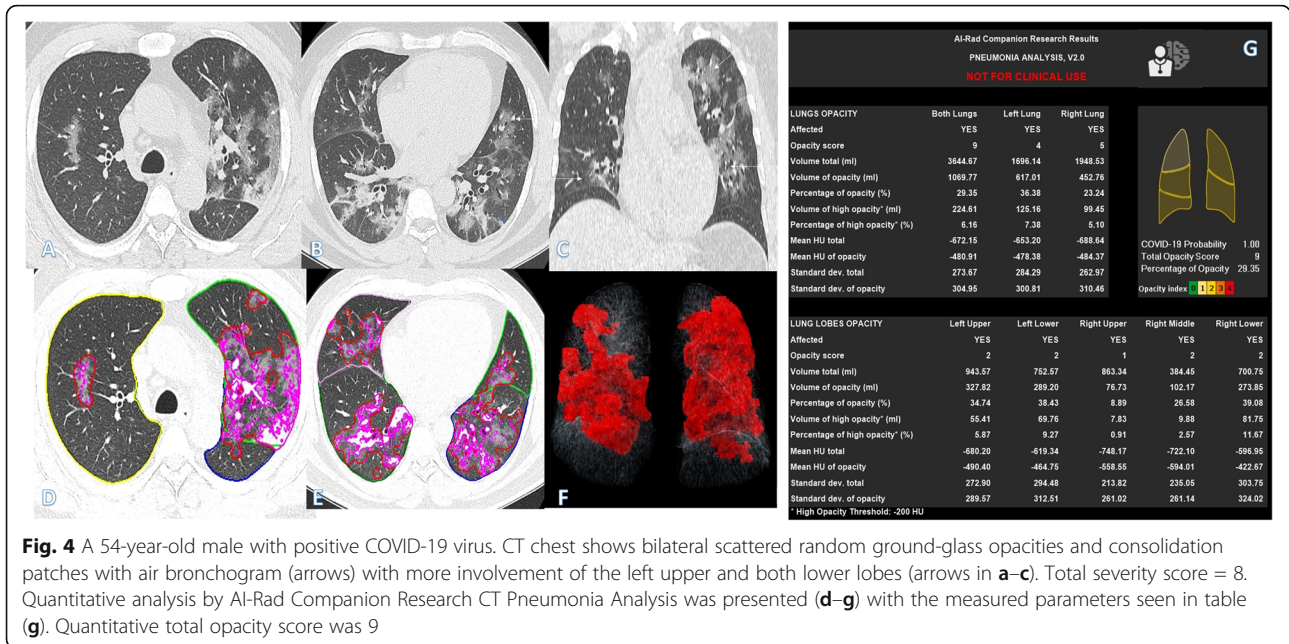 A
B
C
D
E
F
G
AI-Rad Companion Research Results
PNEUMONIA ANALYSIS, V2.0
NOT FOR CLINICAL USE
LUNGS OPACITY Both Lungs Left Lung Right Lung
Affected YES YES YES
Opacity score 9 4 5
Volume total (ml) 3644.67 1696.14 1948.53
Volume of opacity (ml) 1069.77 617.01 452.76
Percentage of opacity (%) 29.35 36.38 23.24
Volume of high opacity* (ml) 224.61 125.16 99.45
Percentage of high opacity* (%) 6.16 7.38 5.10
Mean HU total -672.15 -653.20 -688.64
Mean HU of opacity -480.91 -478.38 -484.37
Standard dev. total 273.67 284.29 262.97
Standard dev. of opacity 304.95 300.81 310.46
COVID-19 Probability 1.00
Total Opacity Score 9
Percentage of Opacity 29.35
Opacity index 0 1 2 3 4
LUNG LOBES OPACITY Left Upper Left Lower Right Upper Right Middle Right Lower
Affected YES YES YES YES YES
Opacity score 2 2 1 2 2
Volume total (ml) 943.57 752.57 863.34 384.45 700.75
Volume of opacity (ml) 327.82 289.20 76.73 102.17 273.85
Percentage of opacity (%) 34.74 38.43 8.89 26.58 39.08
Volume of high opacity* (ml) 55.41 69.76 7.83 9.88 81.75
Percentage of high opacity* (%) 5.87 9.27 0.91 2.57 11.67
Mean HU total -680.20 -619.34 -748.17 -722.10 -596.95
Mean HU of opacity -490.40 -464.75 -558.55 -594.01 -422.67
Standard dev. total 272.90 294.48 213.82 235.05 303.75
Standard dev. of opacity 289.57 312.51 261.02 261.14 324.02
* High Opacity Threshold: -200 HU
Fig. 4 A 54-year-old male with positive COVID-19 virus. CT chest shows bilateral scattered random ground-glass opacities and consolidation
patches with air bronchogram (arrows) with more involvement of the left upper and both lower lobes (arrows in a–c). Total severity score = 8.
Quantitative analysis by AI-Rad Companion Research CT Pneumonia Analysis was presented (d–g) with the measured parameters seen in table
(g). Quantitative total opacity score was 9